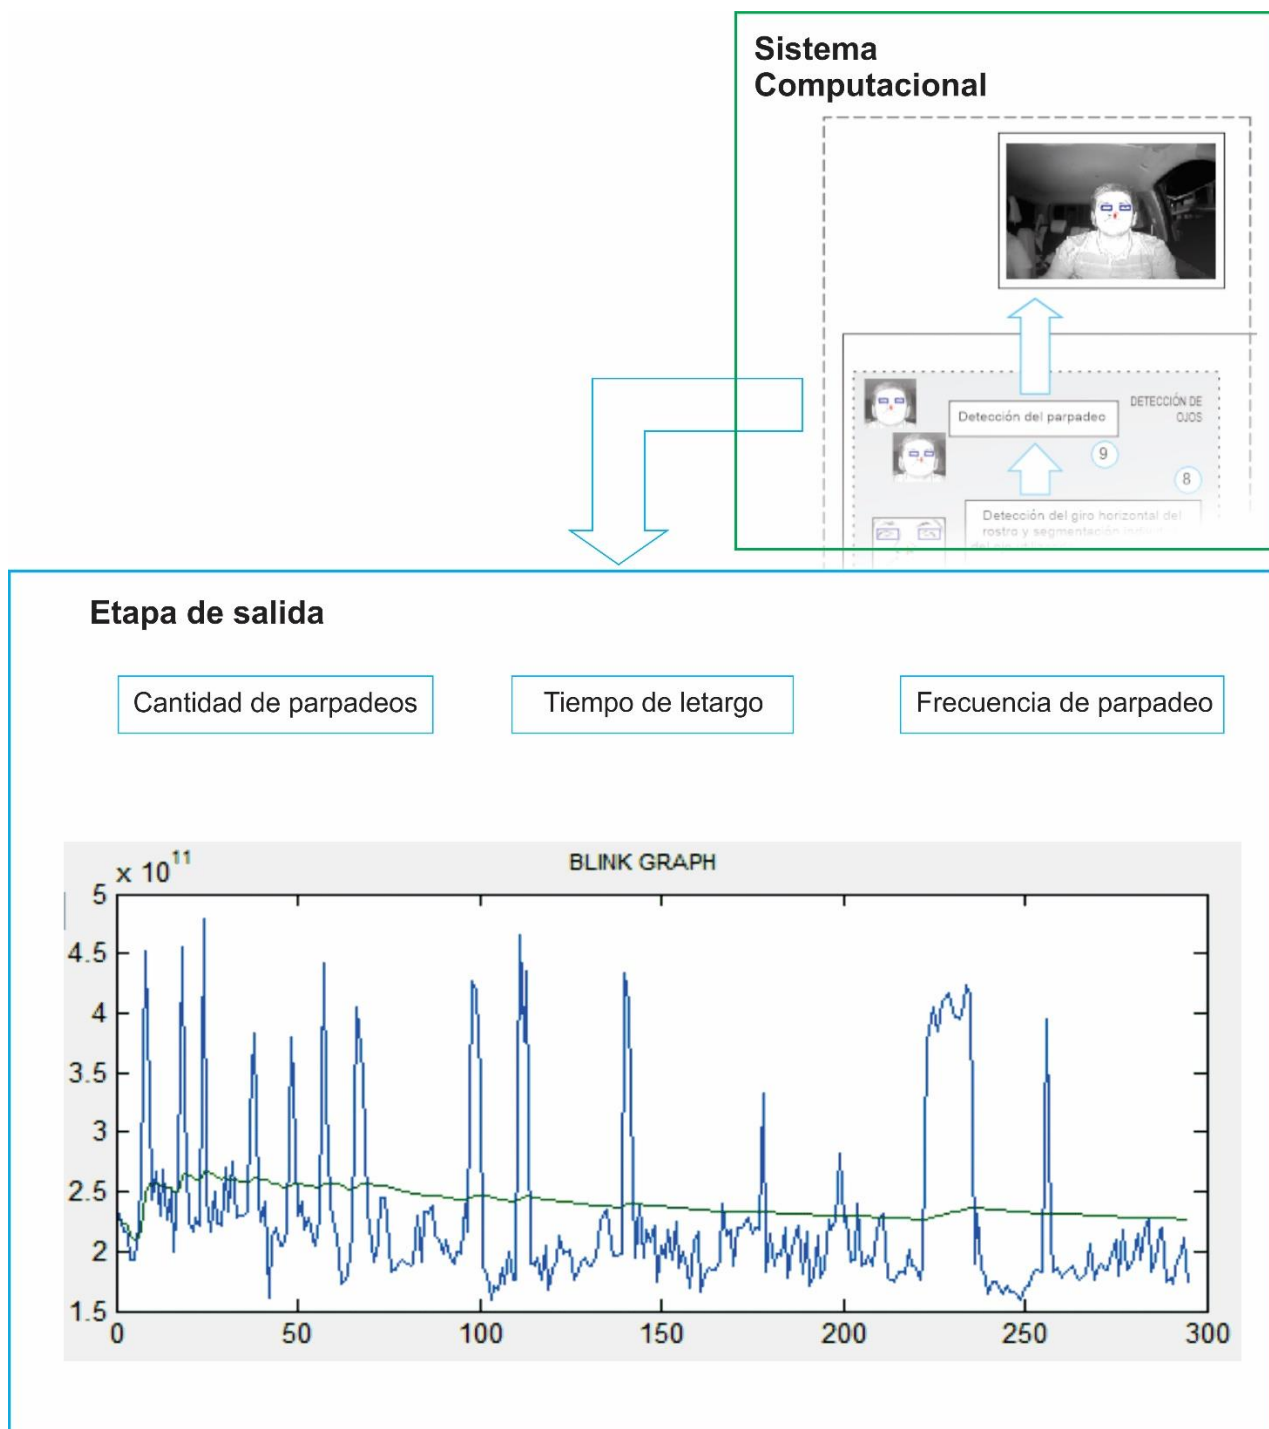 Sistema
Computacional
Detección del parpadeo
DETECCIÓN DE
OJOS
9
8
Detección del giro horizontal del
rostro y segmentación
Etapa de salida
Cantidad de parpadeos
Tiempo de letargo
Frecuencia de parpadeo
x 10^11
BLINK GRAPH
5
4.5
4
3.5
3
2.5
2
1.5
0 50 100 150 200 250 300